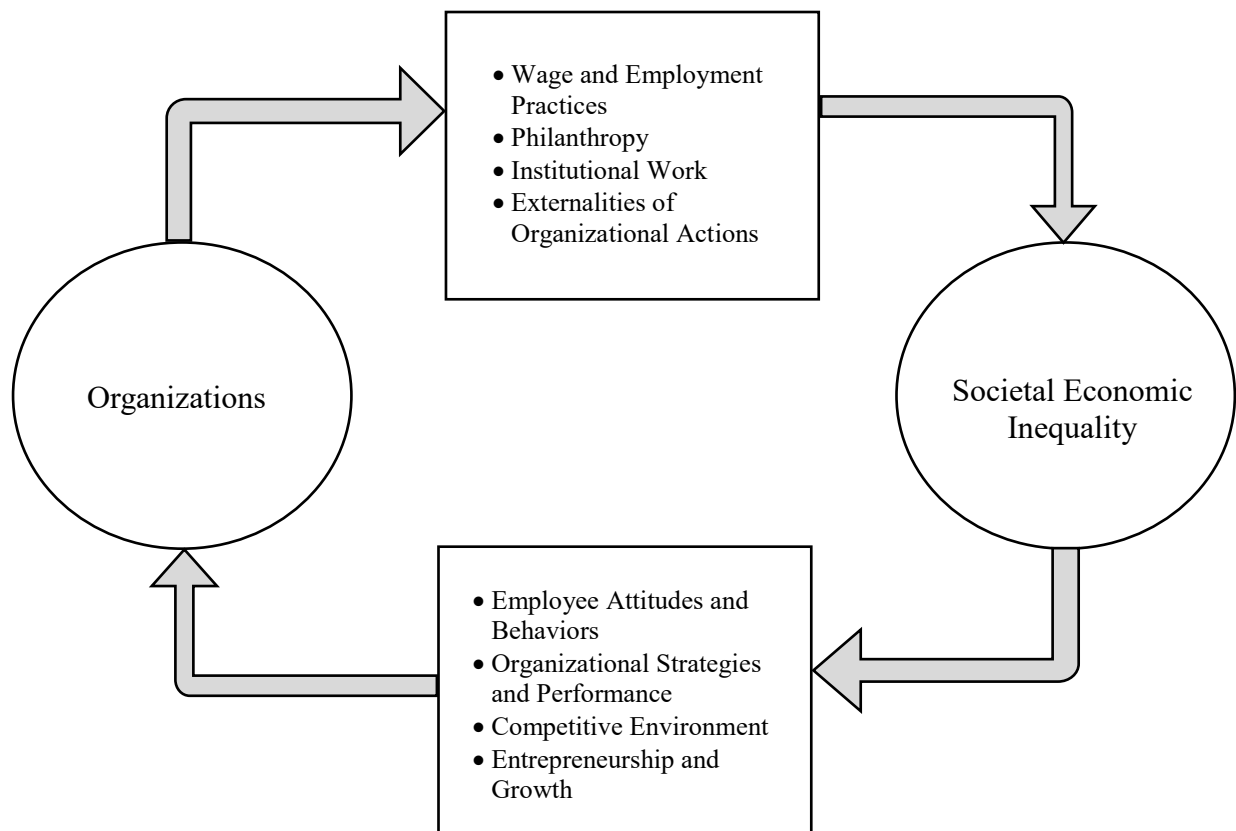 • Wage and Employment
Practices
• Philanthropy
• Institutional Work
• Externalities of
Organizational Actions
Organizations
Societal Economic
Inequality
• Employee Attitudes and
Behaviors
• Organizational Strategies
and Performance
• Competitive Environment
• Entrepreneurship and
Growth